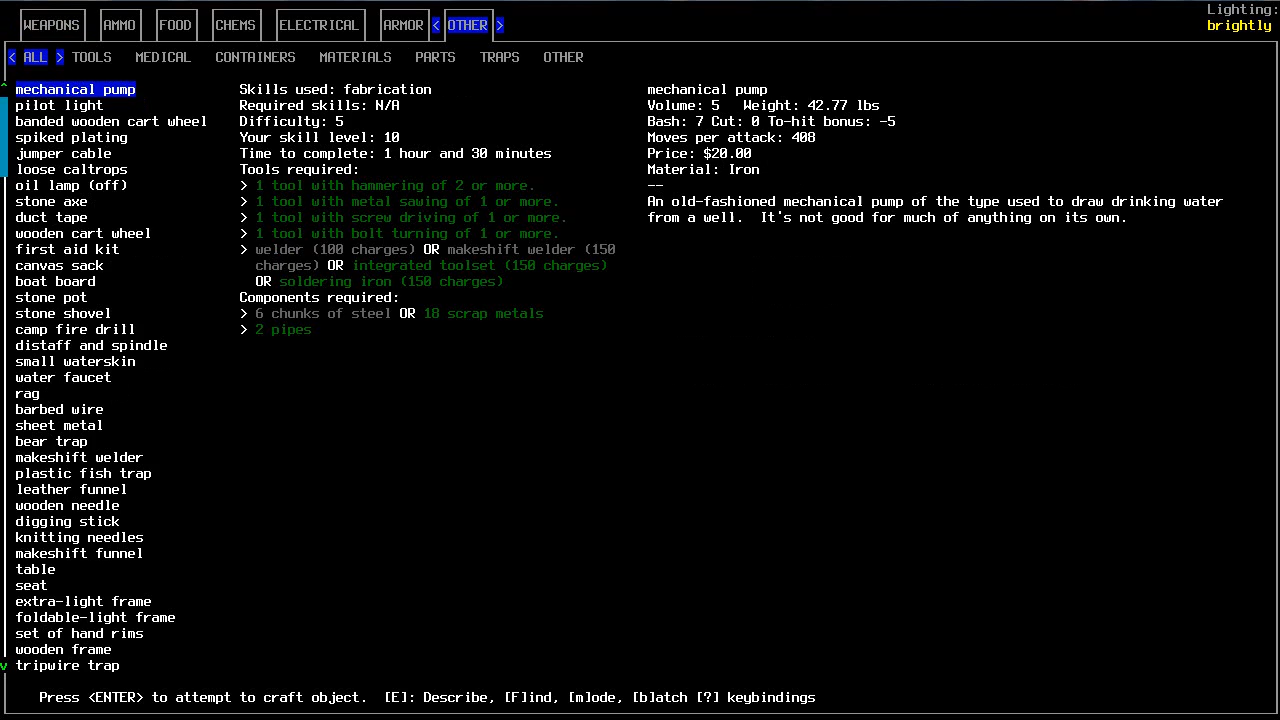 WEAPONS AMMO FOOD CHEMS ELECTRICAL ARMOR < OTHER >
Lighting:
brightly
< ALL > TOOLS MEDICAL CONTAINERS MATERIALS PARTS TRAPS OTHER
^
mechanical pump
pilot light
banded wooden cart wheel
spiked plating
jumper cable
loose caltrops
oil lamp (off)
stone axe
duct tape
wooden cart wheel
first aid kit
canvas sack
boat board
stone pot
stone shovel
camp fire drill
distaff and spindle
small waterskin
water faucet
rag
barbed wire
sheet metal
bear trap
makeshift welder
plastic fish trap
leather funnel
wooden needle
digging stick
knitting needles
makeshift funnel
table
seat
extra-light frame
foldable-light frame
set of hand rims
wooden frame
v tripwire trap
Skills used: fabrication
Required skills: N/A
Difficulty: 5
Your skill level: 10
Time to complete: 1 hour and 30 minutes
Tools required:
> 1 tool with hammering of 2 or more.
> 1 tool with metal sawing of 1 or more.
> 1 tool with screw driving of 1 or more.
> 1 tool with bolt turning of 1 or more.
> welder (100 charges) OR makeshift welder (150
charges) OR integrated toolset (150 charges)
OR soldering iron (150 charges)
Components required:
> 6 chunks of steel OR 18 scrap metals
> 2 pipes
mechanical pump
Volume: 5 Weight: 42.77 lbs
Bash: 7 Cut: 0 To-hit bonus: -5
Moves per attack: 408
Price: $20.00
Material: Iron
--
An old-fashioned mechanical pump of the type used to draw drinking water
from a well. It's not good for much of anything on its own.
Press <ENTER> to attempt to craft object. [E]: Describe, [F]ind, [m]ode, [b]atch [?] keybindings